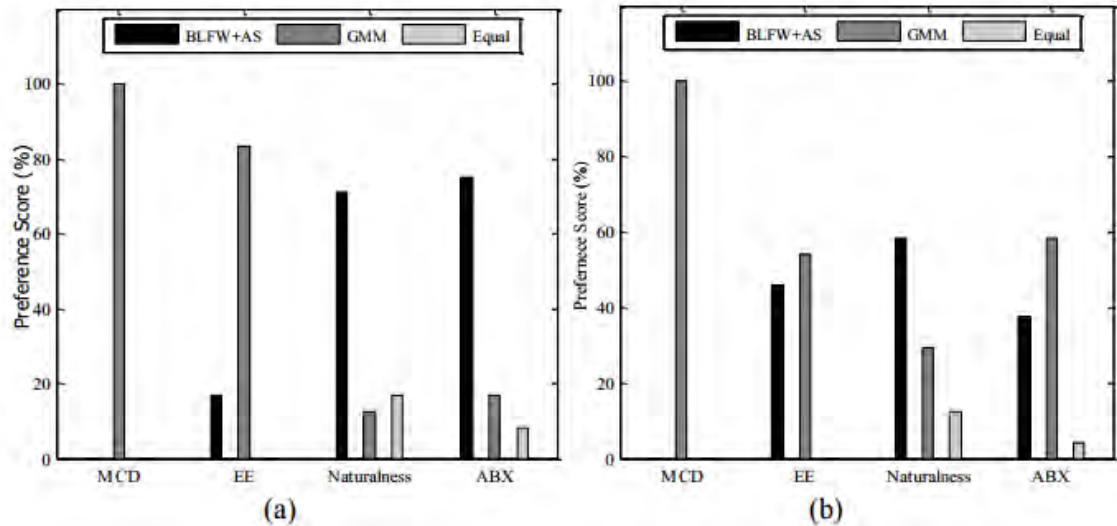 BLFW+AS GMM Equal
Preference Score (%)
100
80
60
40
20
0
MCD EE Naturalness ABX
(a)
BLFW+AS GMM Equal
Prefernece Score (%)
100
80
60
40
20
0
MCD EE Naturalness ABX
(b)